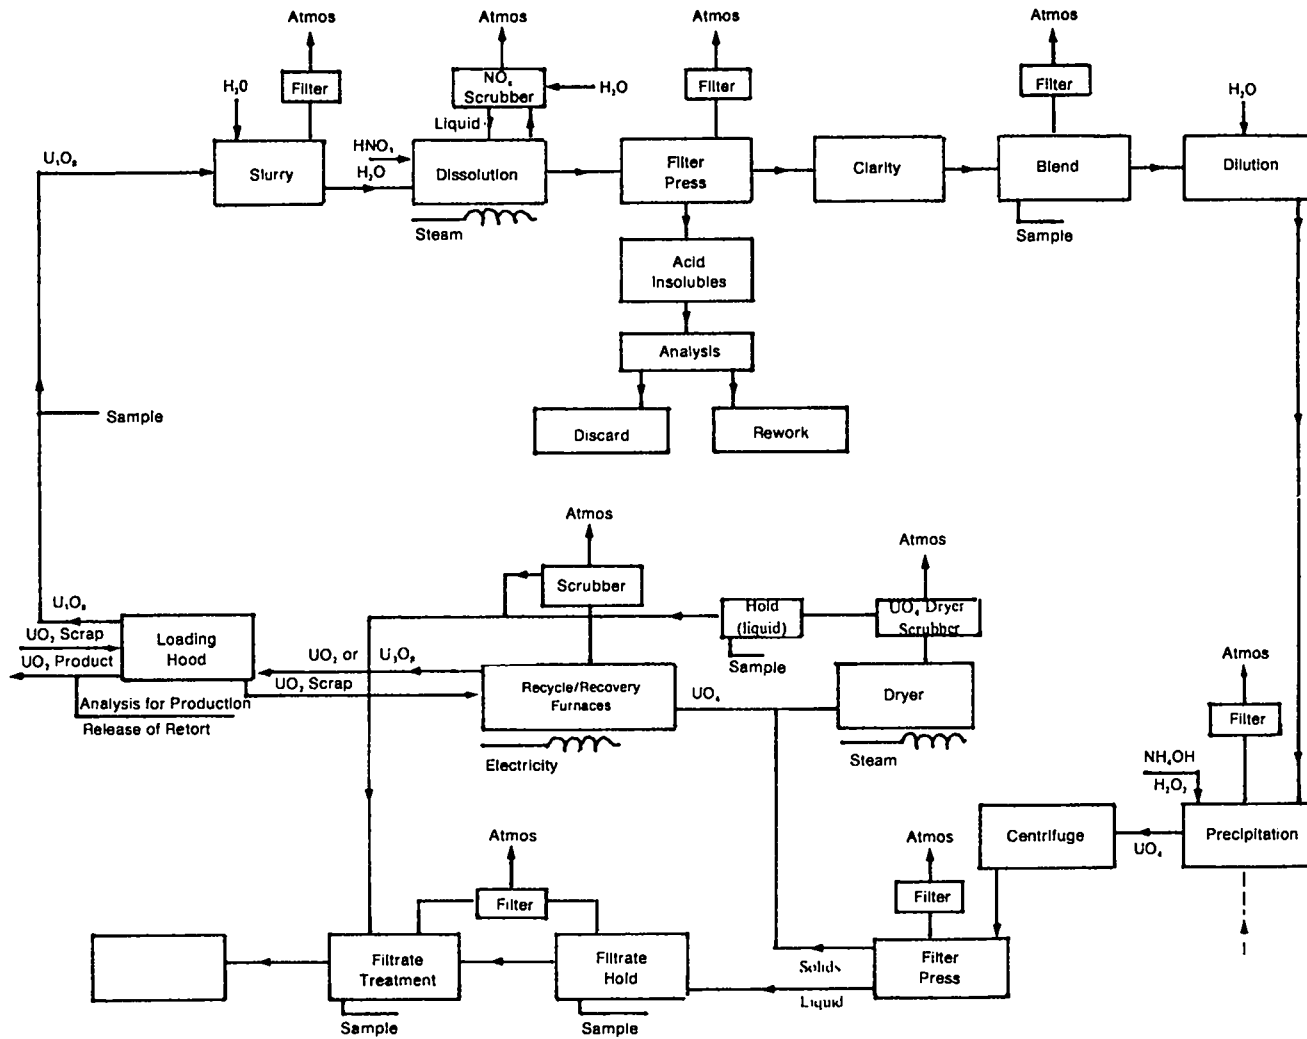 Atmos
Atmos
Atmos
Atmos
H₂0
Filter
NOₓ
Scrubber
H₂O
Filter
Filter
H₂O
Liquid
U₃O₈
Slurry
HNO₃
H₂O
Dissolution
Filter
Press
Clarity
Blend
Dilution
Steam
Sample
Acid
Insolubles
Analysis
Discard
Rework
Sample
Atmos
Scrubber
Atmos
Hold
(liquid)
UO₄ Dryer
Scrubber
Sample
U₃O₈
UO₂ Scrap
UO₂ Product
Loading
Hood
UO₂ or U₃O₈
UO₂ Scrap
Recycle/Recovery
Furnaces
UO₄
Dryer
Analysis for Production
Release of Retort
Electricity
Steam
Atmos
Filter
NH₄OH
H₂O₂
Precipitation
UO₄
Centrifuge
Atmos
Filter
Atmos
Filter
Filtrate
Treatment
Filtrate
Hold
Solids
Liquid
Filter
Press
Sample
Sample